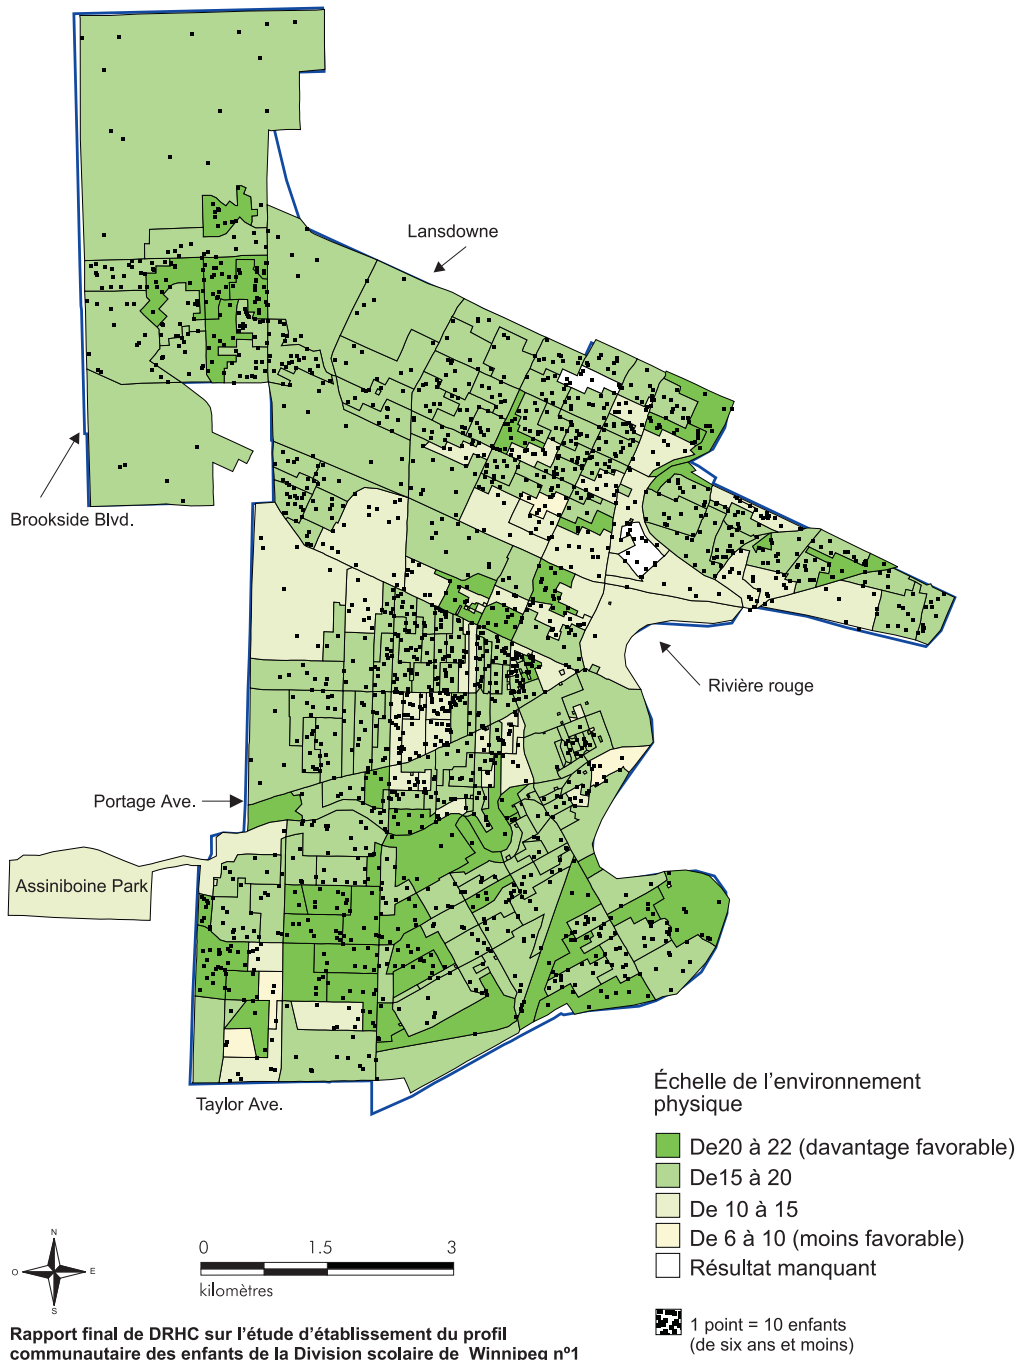 Lansdowne
Brookside Blvd.
Rivière rouge
Portage Ave.
Assiniboine Park
Taylor Ave.
Échelle de l'environnement
physique
De20 à 22 (davantage favorable)
De15 à 20
De 10 à 15
De 6 à 10 (moins favorable)
Résultat manquant
1 point = 10 enfants
(de six ans et moins)
N
O E
S
0 1.5 3
kilomètres
Rapport final de DRHC sur l'étude d'établissement du profil
communautaire des enfants de la Division scolaire de Winnipeg nº1